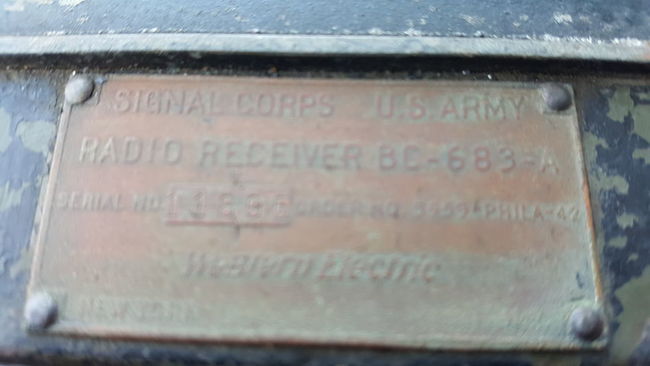 SIGNAL CORPS U.S. ARMY
RADIO RECEIVER BC-683-A
SERIAL NO. ORDER NO. PHILA-42
Western Electric
NEW YORK